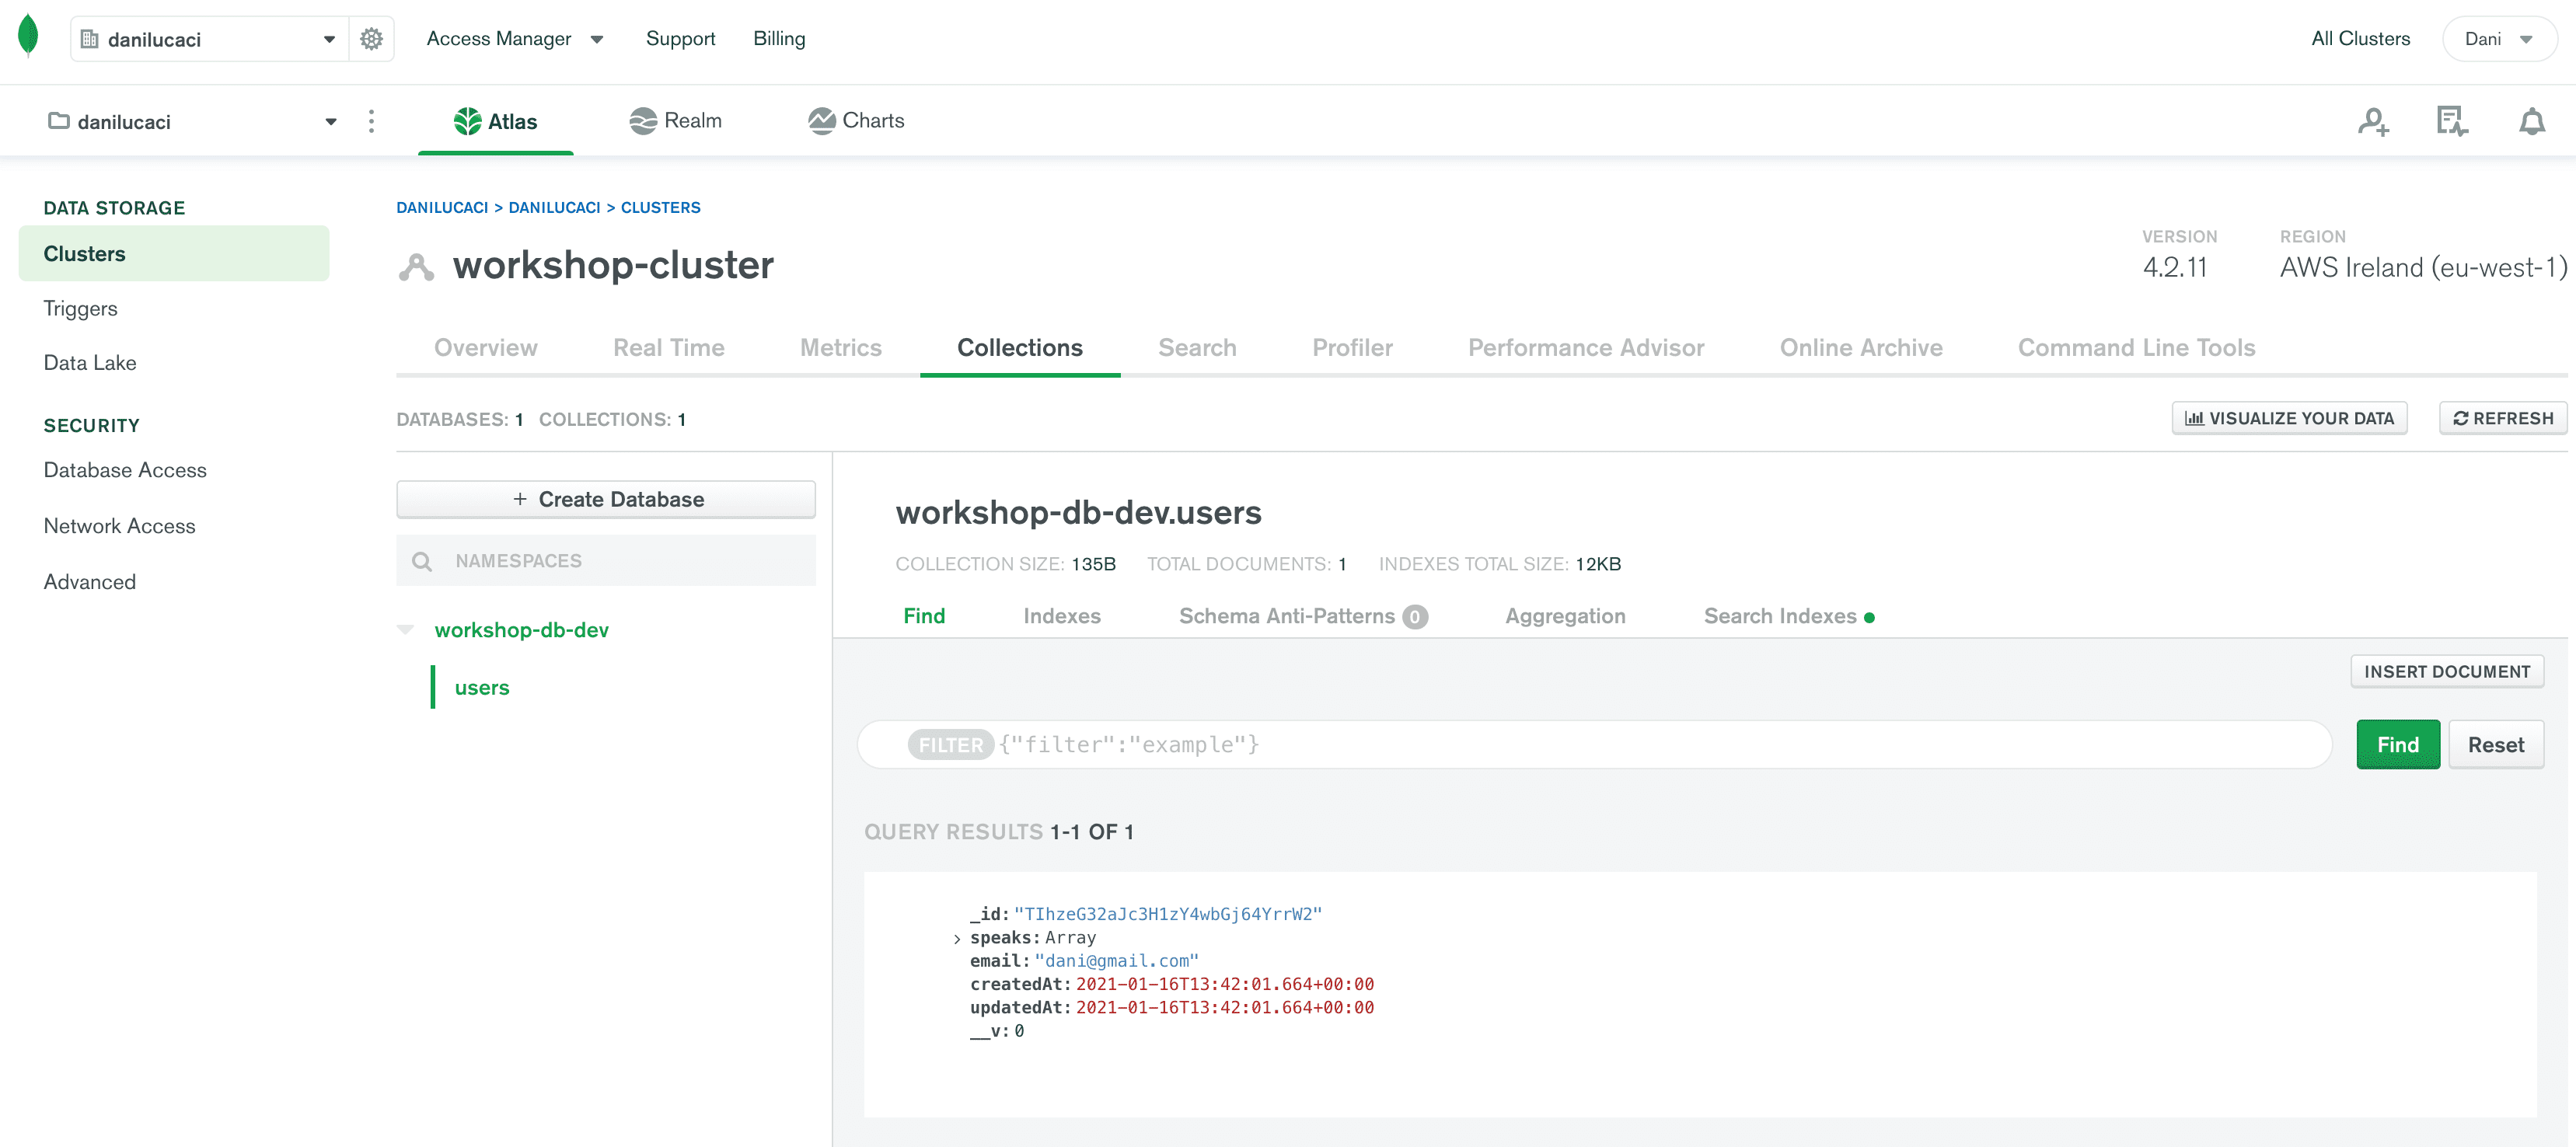 danilucaci
Access Manager
Support
Billing
All Clusters
Dani
danilucaci
Atlas
Realm
Charts
DATA STORAGE
Clusters
Triggers
Data Lake
SECURITY
Database Access
Network Access
Advanced
DANILUCACI > DANILUCACI > CLUSTERS
workshop-cluster
VERSION
4.2.11
REGION
AWS Ireland (eu-west-1)
Overview
Real Time
Metrics
Collections
Search
Profiler
Performance Advisor
Online Archive
Command Line Tools
DATABASES: 1 COLLECTIONS: 1
VISUALIZE YOUR DATA
REFRESH
+ Create Database
NAMESPACES
workshop-db-dev
users
workshop-db-dev.users
COLLECTION SIZE: 135B TOTAL DOCUMENTS: 1 INDEXES TOTAL SIZE: 12KB
Find
Indexes
Schema Anti-Patterns 0
Aggregation
Search Indexes
INSERT DOCUMENT
FILTER {"filter":"example"}
Find
Reset
QUERY RESULTS 1-1 OF 1
_id: "TIhzeG32aJc3H1zY4wbGj64YrrW2"
> speaks: Array
email: "dani@gmail.com"
createdAt: 2021-01-16T13:42:01.664+00:00
updatedAt: 2021-01-16T13:42:01.664+00:00
__v: 0